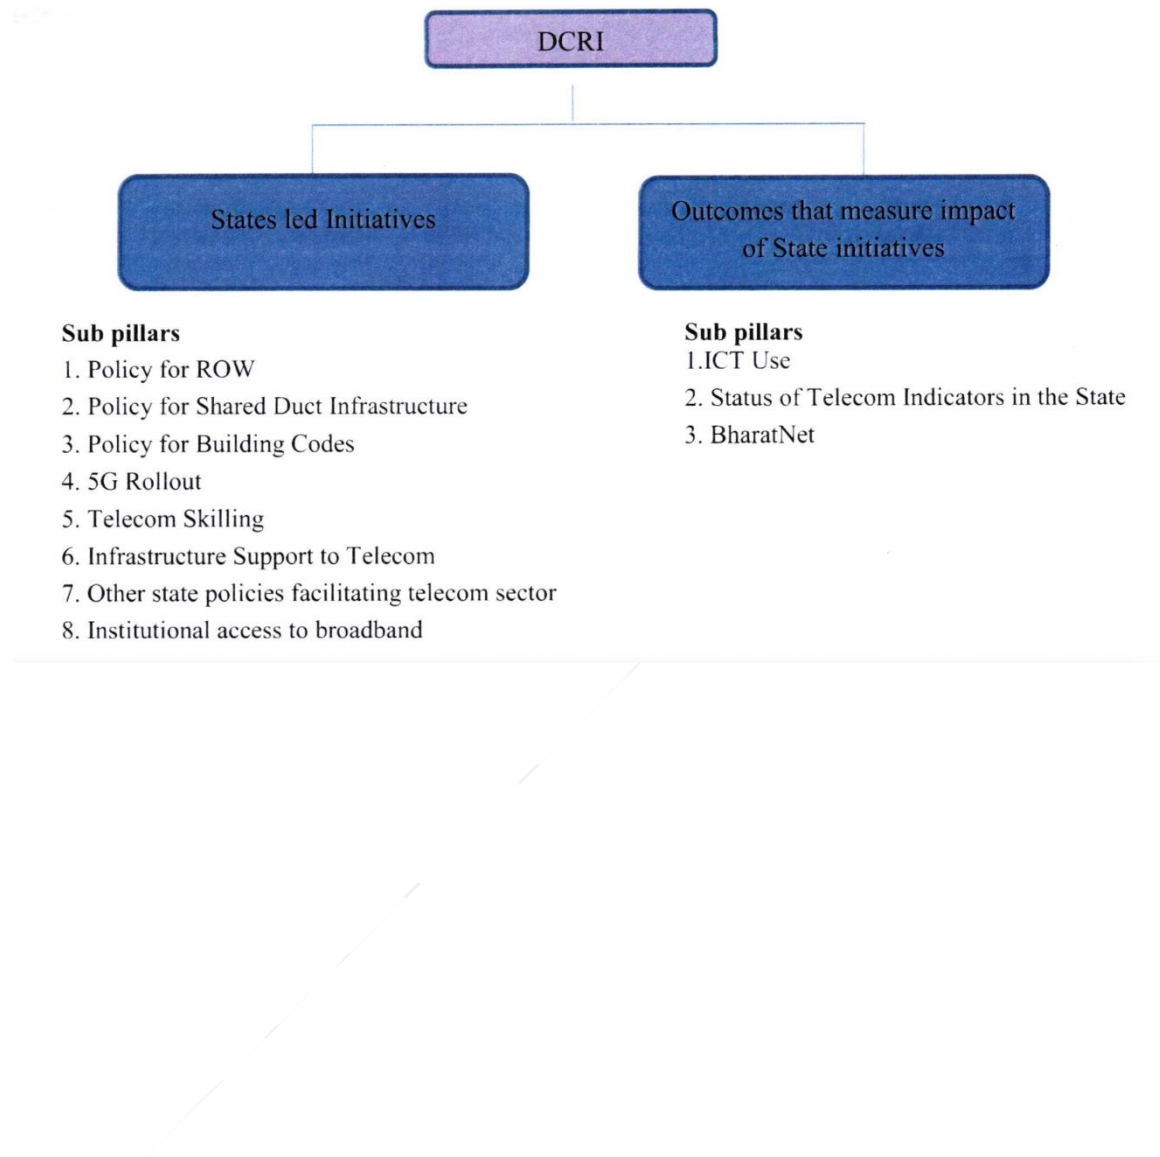 DCRI
States led Initiatives
Outcomes that measure impact
of State initiatives
Sub pillars
1. Policy for ROW
2. Policy for Shared Duct Infrastructure
3. Policy for Building Codes
4. 5G Rollout
5. Telecom Skilling
6. Infrastructure Support to Telecom
7. Other state policies facilitating telecom sector
8. Institutional access to broadband
Sub pillars
1.ICT Use
2. Status of Telecom Indicators in the State
3. BharatNet